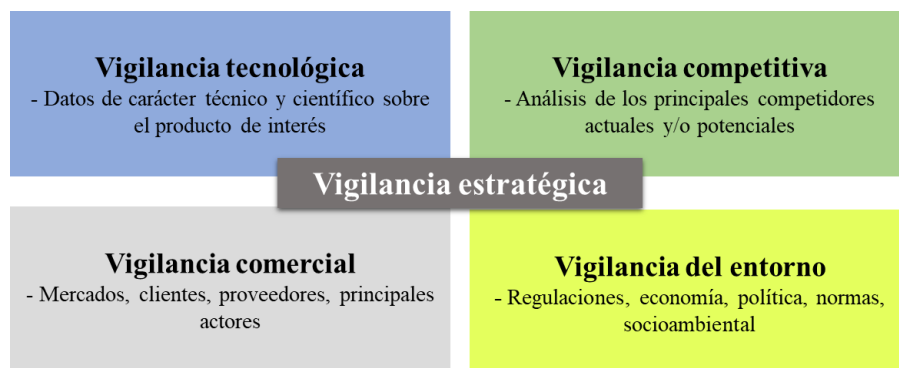 Vigilancia tecnológica
- Datos de carácter técnico y científico sobre
el producto de interés
Vigilancia competitiva
- Análisis de los principales competidores
actuales y/o potenciales
Vigilancia estratégica
Vigilancia comercial
- Mercados, clientes, proveedores, principales
actores
Vigilancia del entorno
- Regulaciones, economía, política, normas,
socioambiental